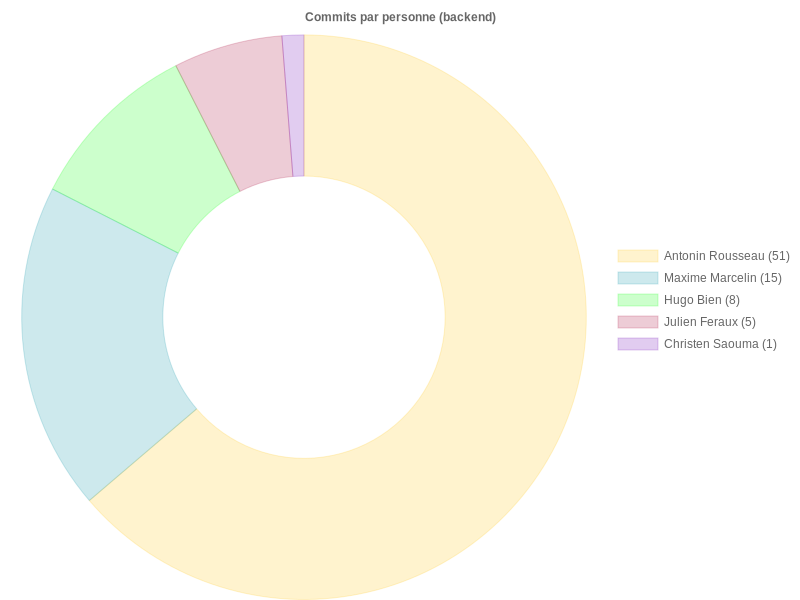 Commits par personne (backend)
Antonin Rousseau (51)
Maxime Marcelin (15)
Hugo Bien (8)
Julien Feraux (5)
Christen Saouma (1)